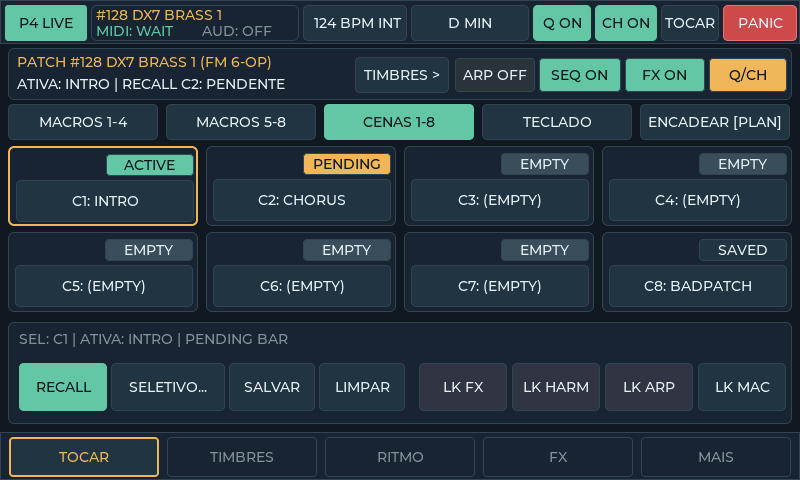 P4 LIVE
#128 DX7 BRASS 1
MIDI: WAIT AUD: OFF
124 BPM INT
D MIN
Q ON
CH ON
TOCAR
PANIC
PATCH #128 DX7 BRASS 1 (FM 6-OP)
ATIVA: INTRO | RECALL C2: PENDENTE
TIMBRES >
ARP OFF
SEQ ON
FX ON
Q/CH
MACROS 1-4
MACROS 5-8
CENAS 1-8
TECLADO
ENCADEAR [PLAN]
ACTIVE
C1: INTRO
PENDING
C2: CHORUS
EMPTY
C3: (EMPTY)
EMPTY
C4: (EMPTY)
EMPTY
C5: (EMPTY)
EMPTY
C6: (EMPTY)
EMPTY
C7: (EMPTY)
SAVED
C8: BADPATCH
SEL: C1 | ATIVA: INTRO | PENDING BAR
RECALL
SELETIVO...
SALVAR
LIMPAR
LK FX
LK HARM
LK ARP
LK MAC
TOCAR
TIMBRES
RITMO
FX
MAIS